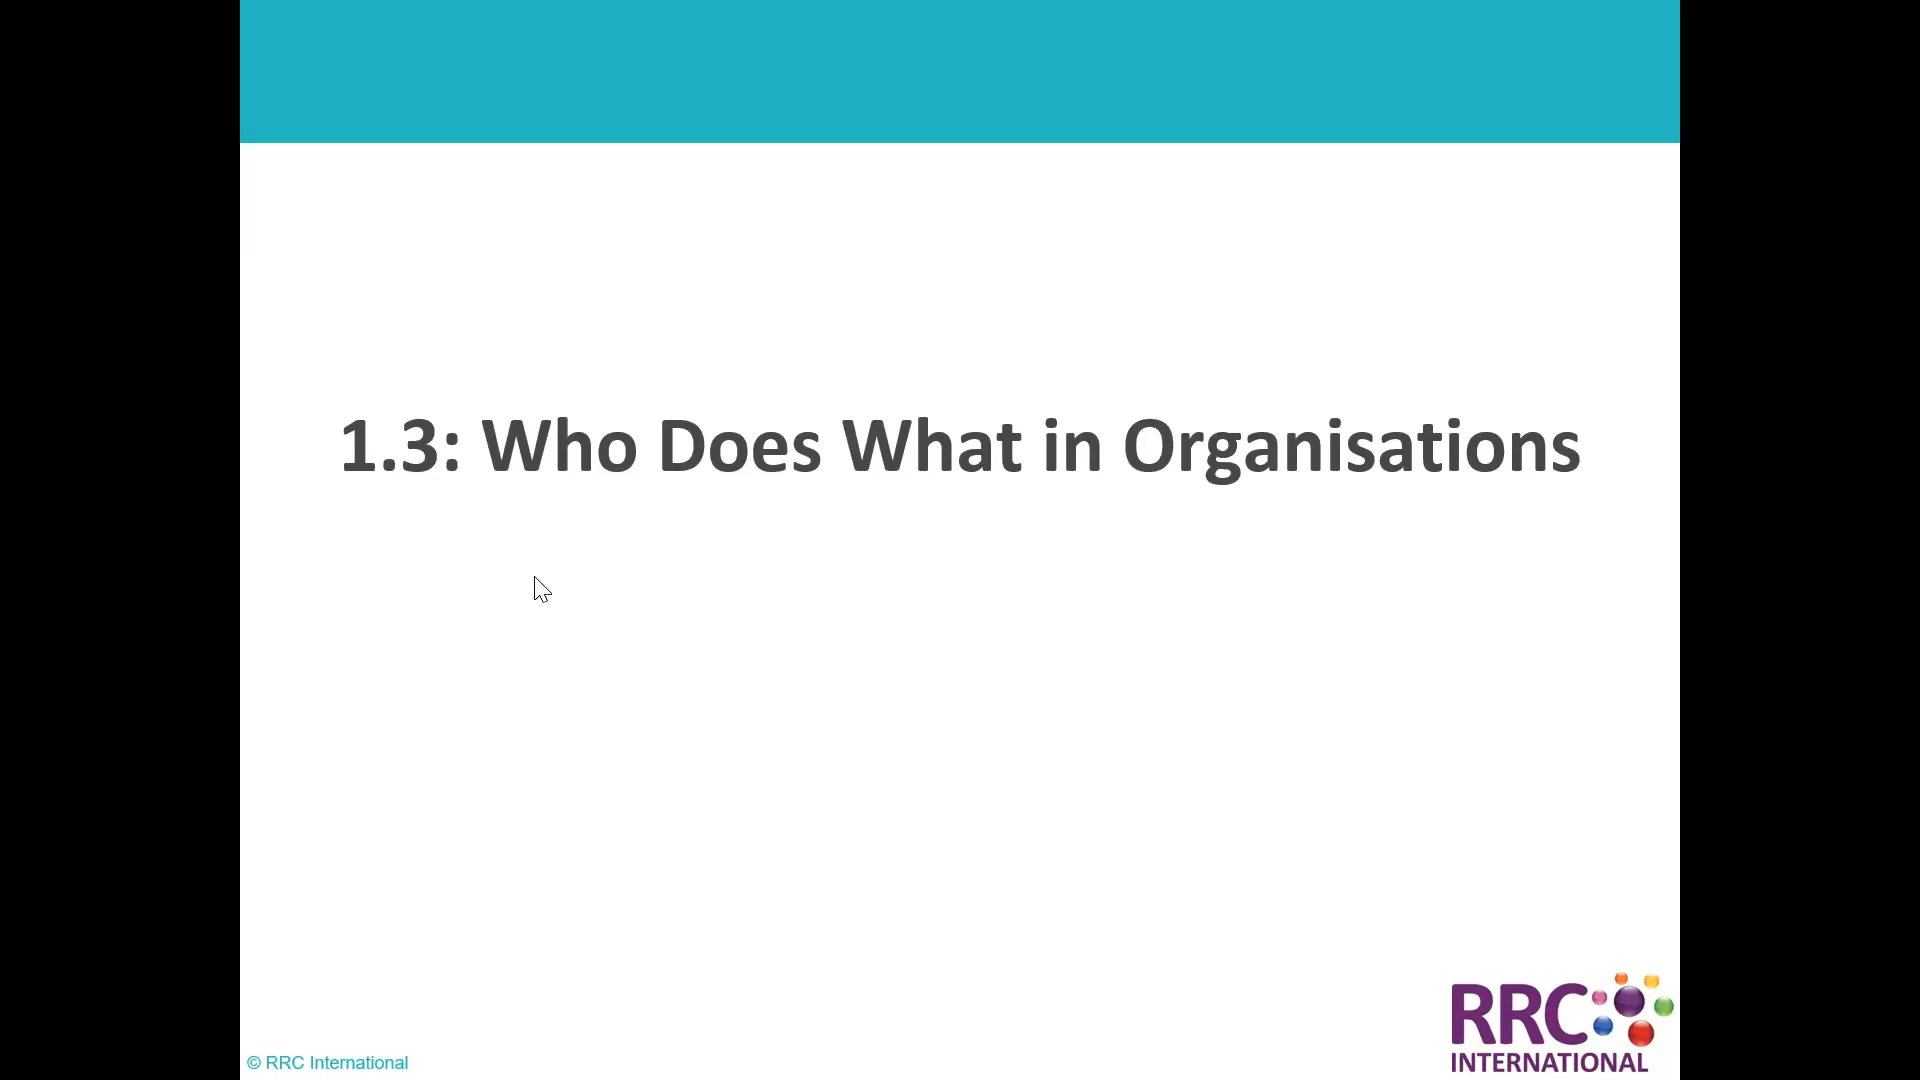 1.3: Who Does What in Organisations
© RRC International
RRC
INTERNATIONAL